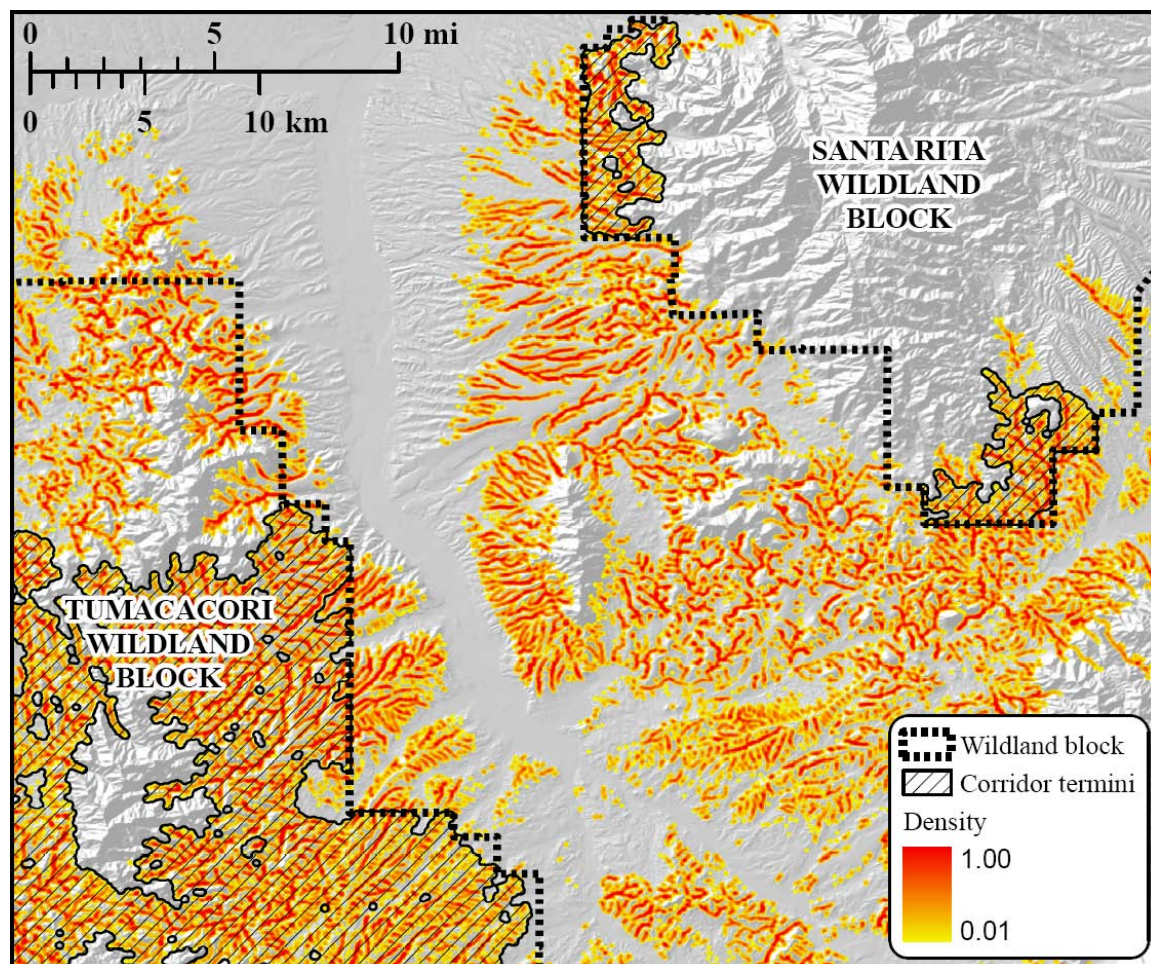 0 5 10 mi
0 5 10 km
SANTA RITA
WILDLAND
BLOCK
TUMACACORI
WILDLAND
BLOCK
Wildland block
Corridor termini
Density
1.00
0.01